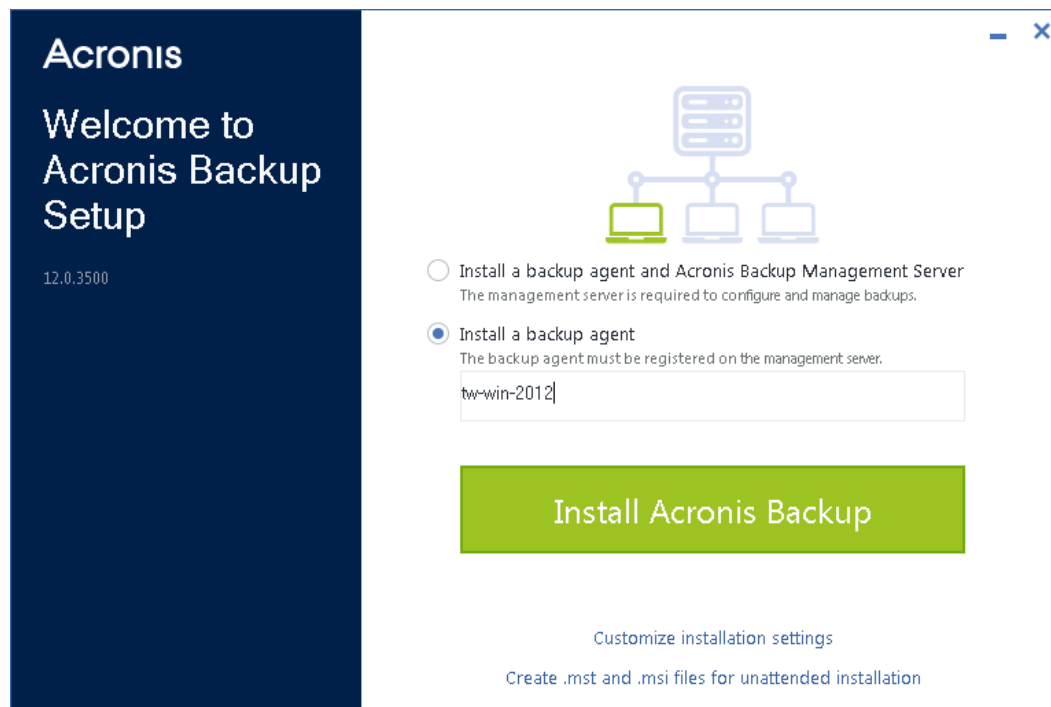 Acronis
Welcome to
Acronis Backup
Setup
12.0.3500
Install a backup agent and Acronis Backup Management Server
The management server is required to configure and manage backups.
Install a backup agent
The backup agent must be registered on the management server.
tw-win-2012
Install Acronis Backup
Customize installation settings
Create .mst and .msi files for unattended installation